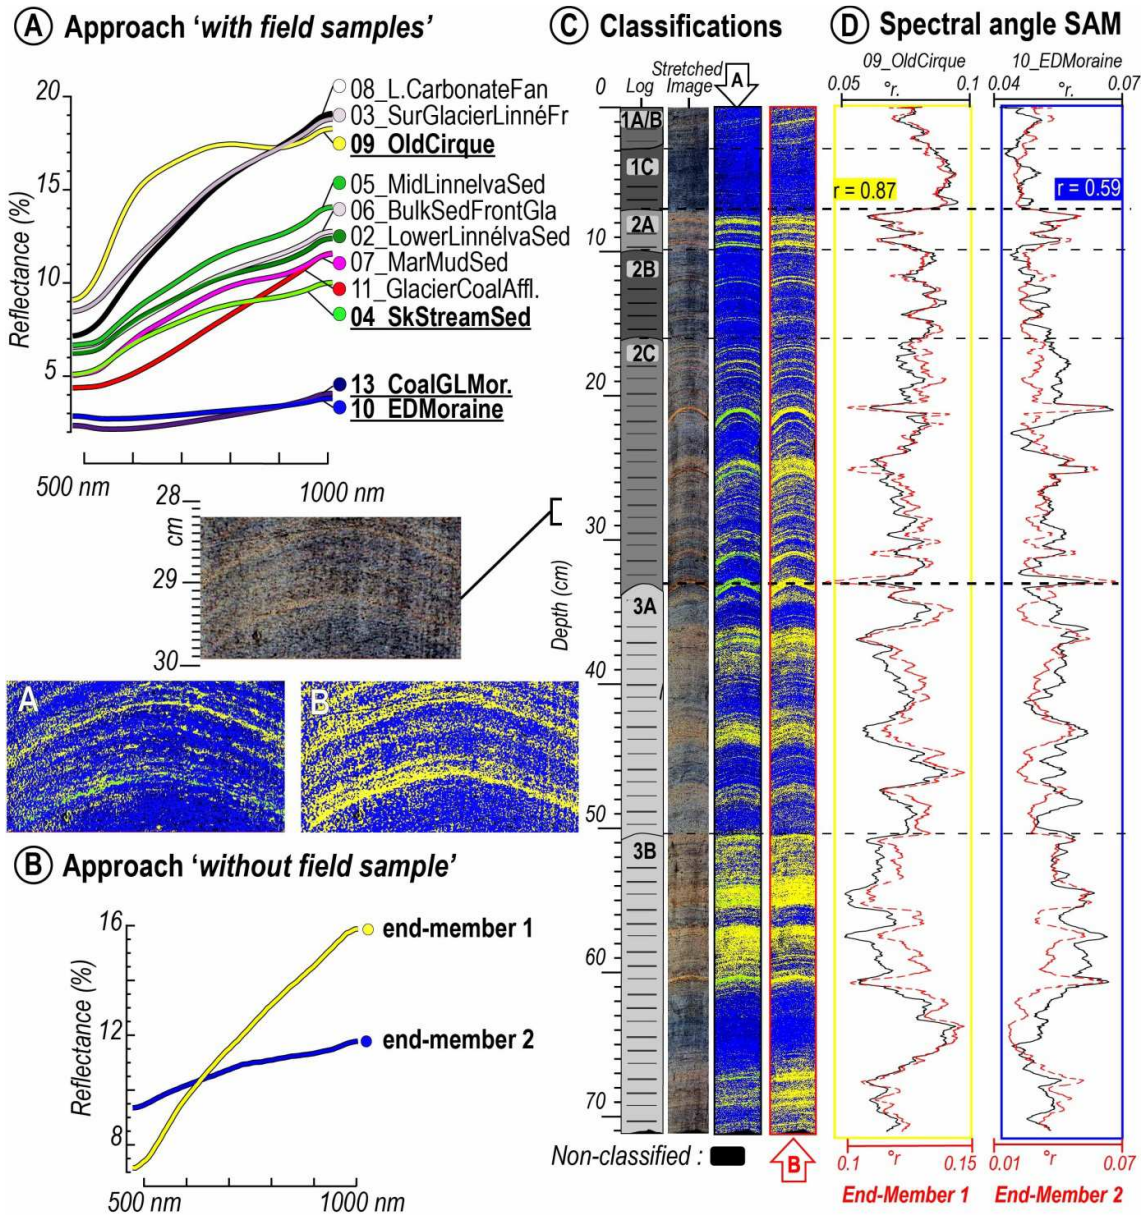 A Approach 'with field samples'
20
15
10
5
Reflectance (%)
08_L.CarbonateFan
03_SurGlacierLinnéFr
09_OldCirque
05_MidLinnelvaSed
06_BulkSedFrontGla
02_LowerLinnélvaSed
07_MarMudSed
11_GlacierCoalAffl.
04_SkStreamSed
13_CoalGLMor.
10_EDMoraine
500 nm
1000 nm
28
cm
29
30
A
B
B Approach 'without field sample'
16
12
8
Reflectance (%)
end-member 1
end-member 2
500 nm
1000 nm
C Classifications
Log
Stretched
Image
A
0
10
20
30
40
50
60
70
Depth (cm)
1A/B
1C
2A
2B
2C
3A
3B
Non-classified :
B
D Spectral angle SAM
09_OldCirque
0.05
°r.
0.1
10_EDMoraine
0.04
°r.
0.07
r = 0.87
r = 0.59
0.1
°r
0.15
End-Member 1
0.01
°r
0.07
End-Member 2